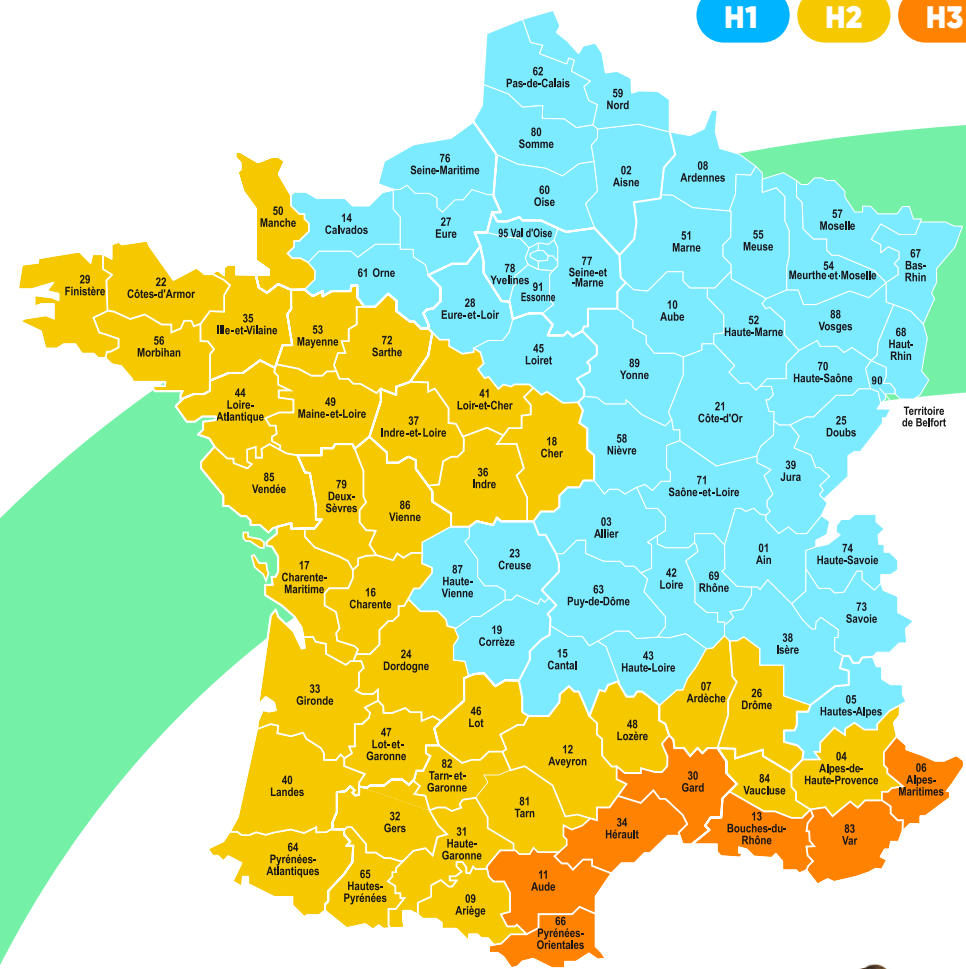 H1 H2 H3
62
Pas-de-Calais
59
Nord
80
Somme
76
Seine-Maritime
02
Aisne
08
Ardennes
60
Oise
50
Manche
14
Calvados
27
Eure
95 Val d'Oise
51
Marne
55
Meuse
57
Moselle
54
Meurthe-et-Moselle
67
Bas-
Rhin
61 Orne
78
Yvelines
91
Essonne
77
Seine-et
-Marne
29
Finistère
22
Côtes-d'Armor
35
Ille-et-Vilaine
53
Mayenne
72
Sarthe
28
Eure-et-Loir
10
Aube
52
Haute-Marne
88
Vosges
68
Haut-
Rhin
56
Morbihan
45
Loiret
89
Yonne
70
Haute-Saône
90
Territoire
de Belfort
44
Loire-
Atlantique
49
Maine-et-Loire
41
Loir-et-Cher
37
Indre-et-Loire
21
Côte-d'Or
25
Doubs
18
Cher
58
Nièvre
39
Jura
85
Vendée
79
Deux-
Sèvres
86
Vienne
36
Indre
71
Saône-et-Loire
03
Allier
01
Ain
74
Haute-Savoie
17
Charente-
Maritime
16
Charente
87
Haute-
Vienne
23
Creuse
63
Puy-de-Dôme
42
Loire
69
Rhône
73
Savoie
19
Corrèze
38
Isère
24
Dordogne
15
Cantal
43
Haute-Loire
33
Gironde
07
Ardèche
26
Drôme
05
Hautes-Alpes
46
Lot
48
Lozère
47
Lot-et-
Garonne
12
Aveyron
04
Alpes-de-
Haute-Provence
06
Alpes-
Maritimes
40
Landes
82
Tarn-et-
Garonne
30
Gard
84
Vaucluse
32
Gers
81
Tarn
34
Hérault
13
Bouches-du-
Rhône
83
Var
31
Haute-
Garonne
64
Pyrénées-
Atlantiques
65
Hautes-
Pyrénées
09
Ariège
11
Aude
66
Pyrénées-
Orientales